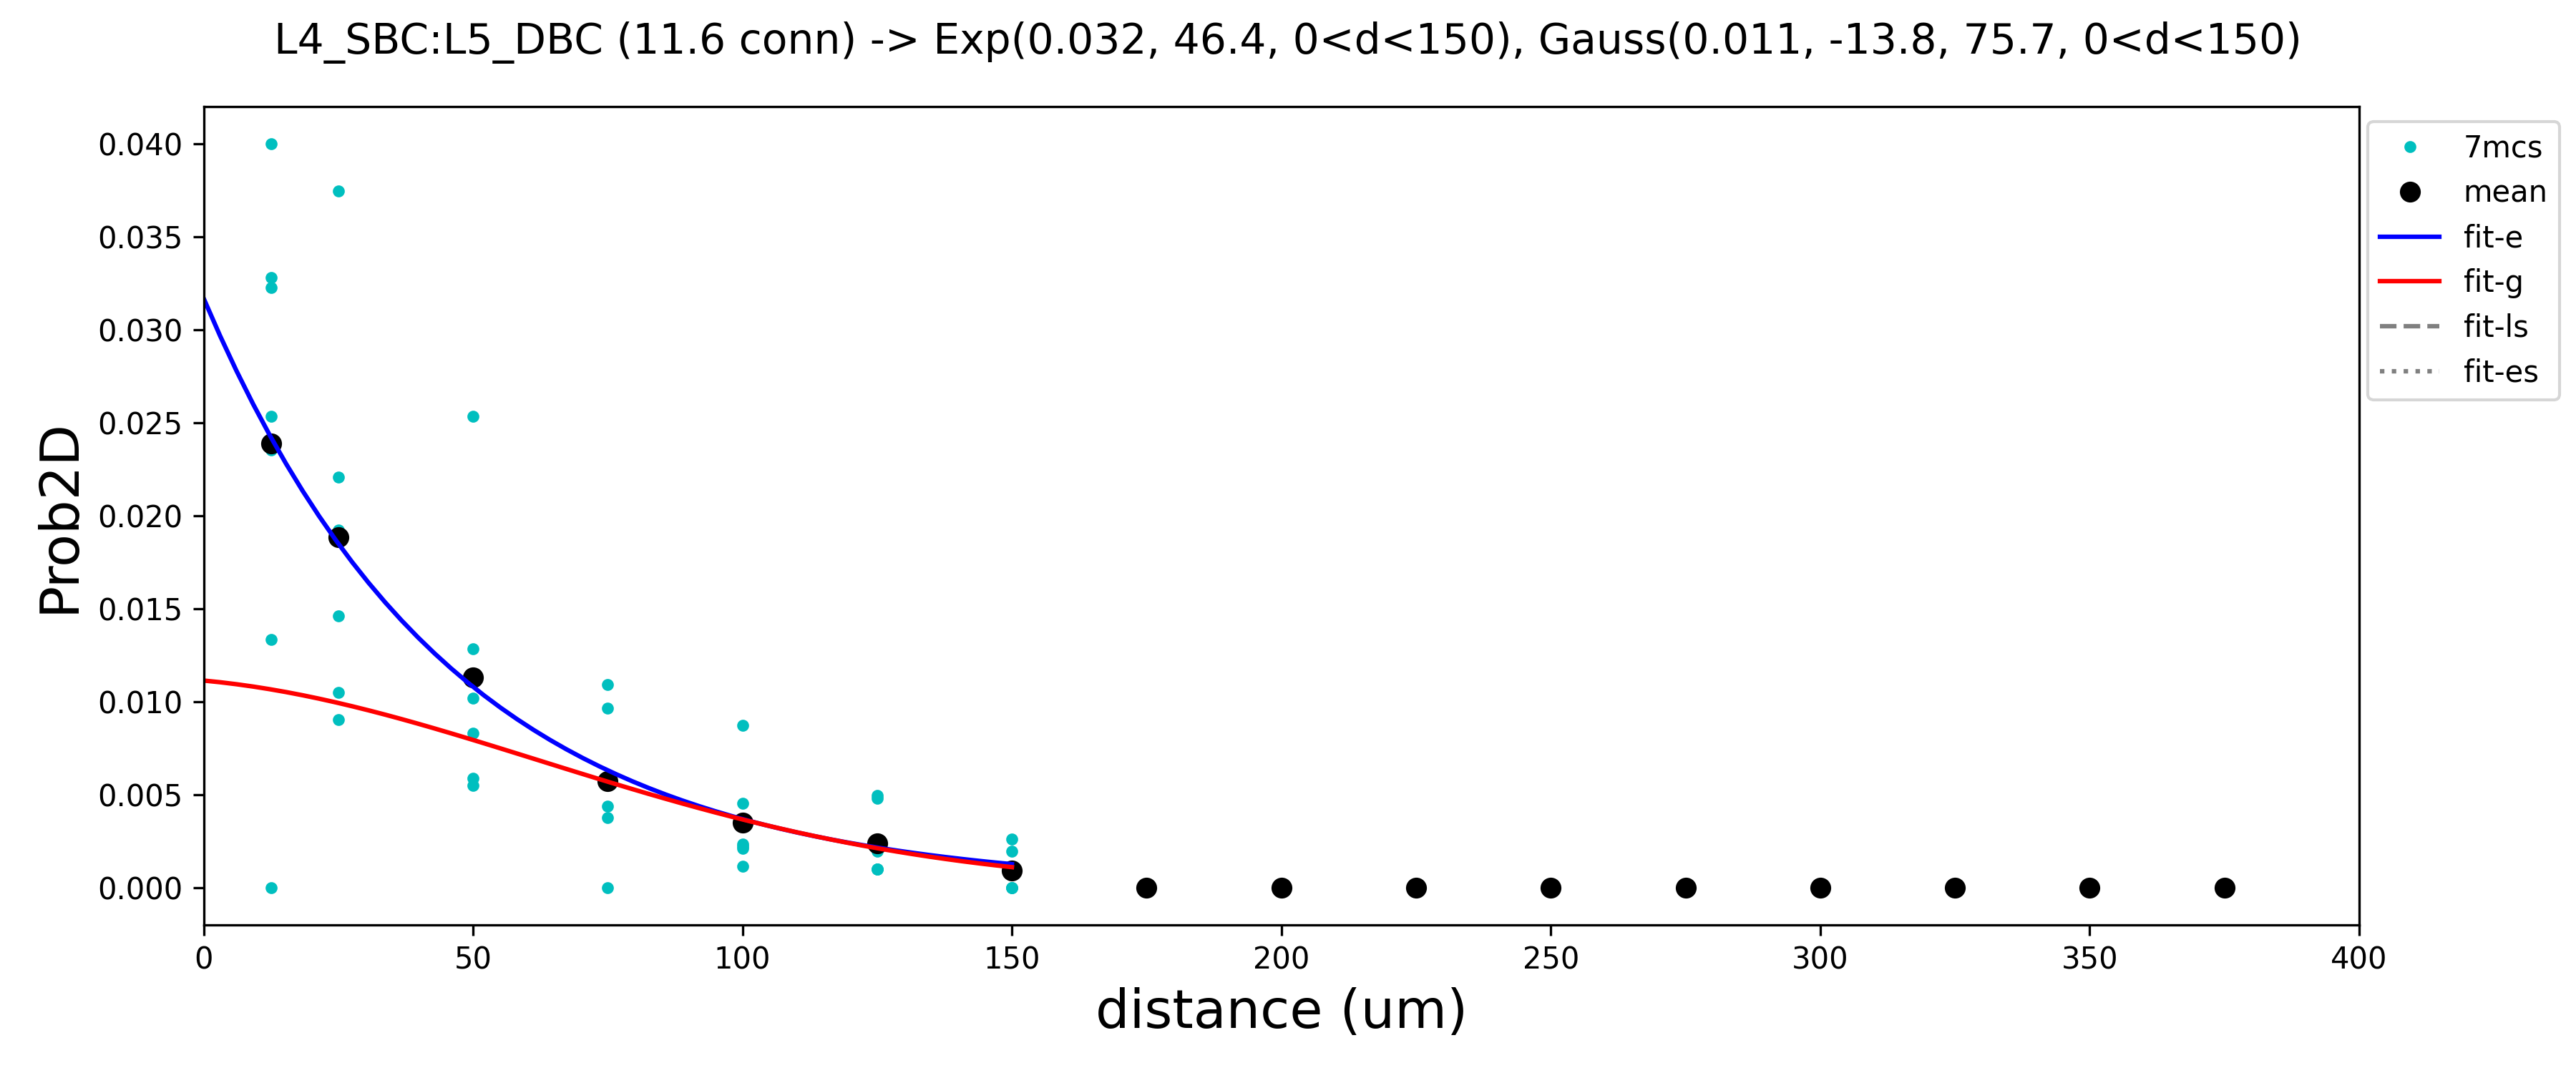 L4_SBC:L5_DBC (11.6 conn) -> Exp(0.032, 46.4, 0<d<150), Gauss(0.011, -13.8, 75.7, 0<d<150)
0.040
0.035
0.030
0.025
0.020
0.015
0.010
0.005
0.000
Prob2D
0 50 100 150 200 250 300 350 400
distance (um)
7mcs
mean
fit-e
fit-g
fit-ls
fit-es